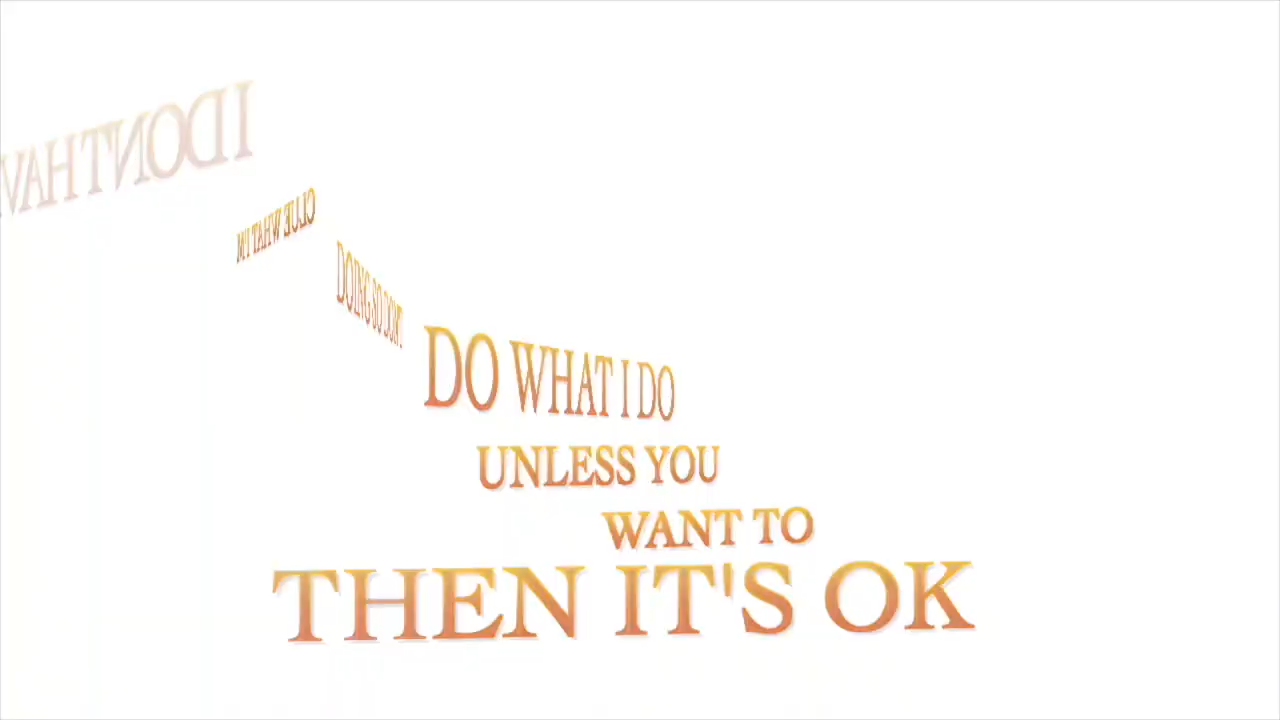 I DONT HAV
CLUE WHAT I'M
DOING SO DON'T
DO WHAT I DO
UNLESS YOU
WANT TO
THEN IT'S OK